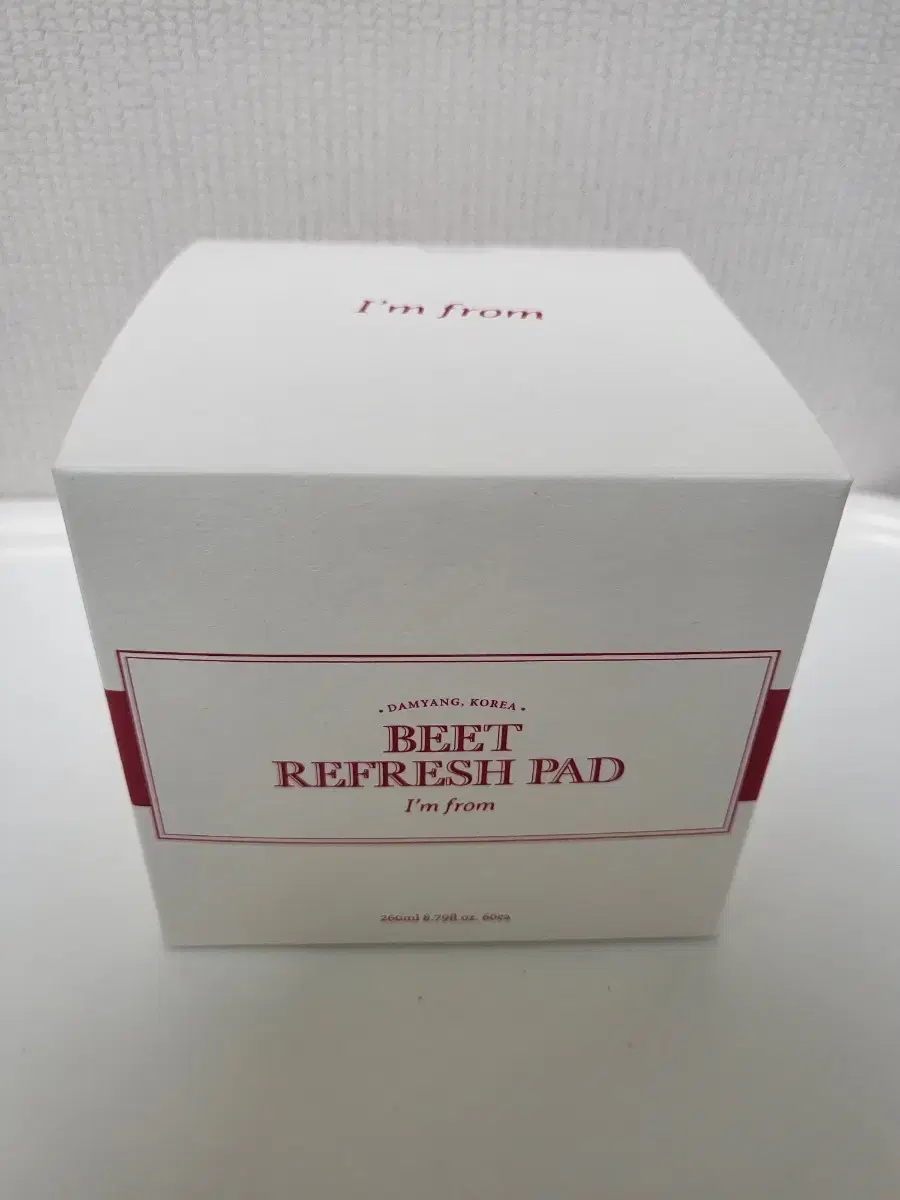 I'm from
• DAMYANG, KOREA •
BEET
REFRESH PAD
I'm from
260ml 8.79fl oz. 60ea